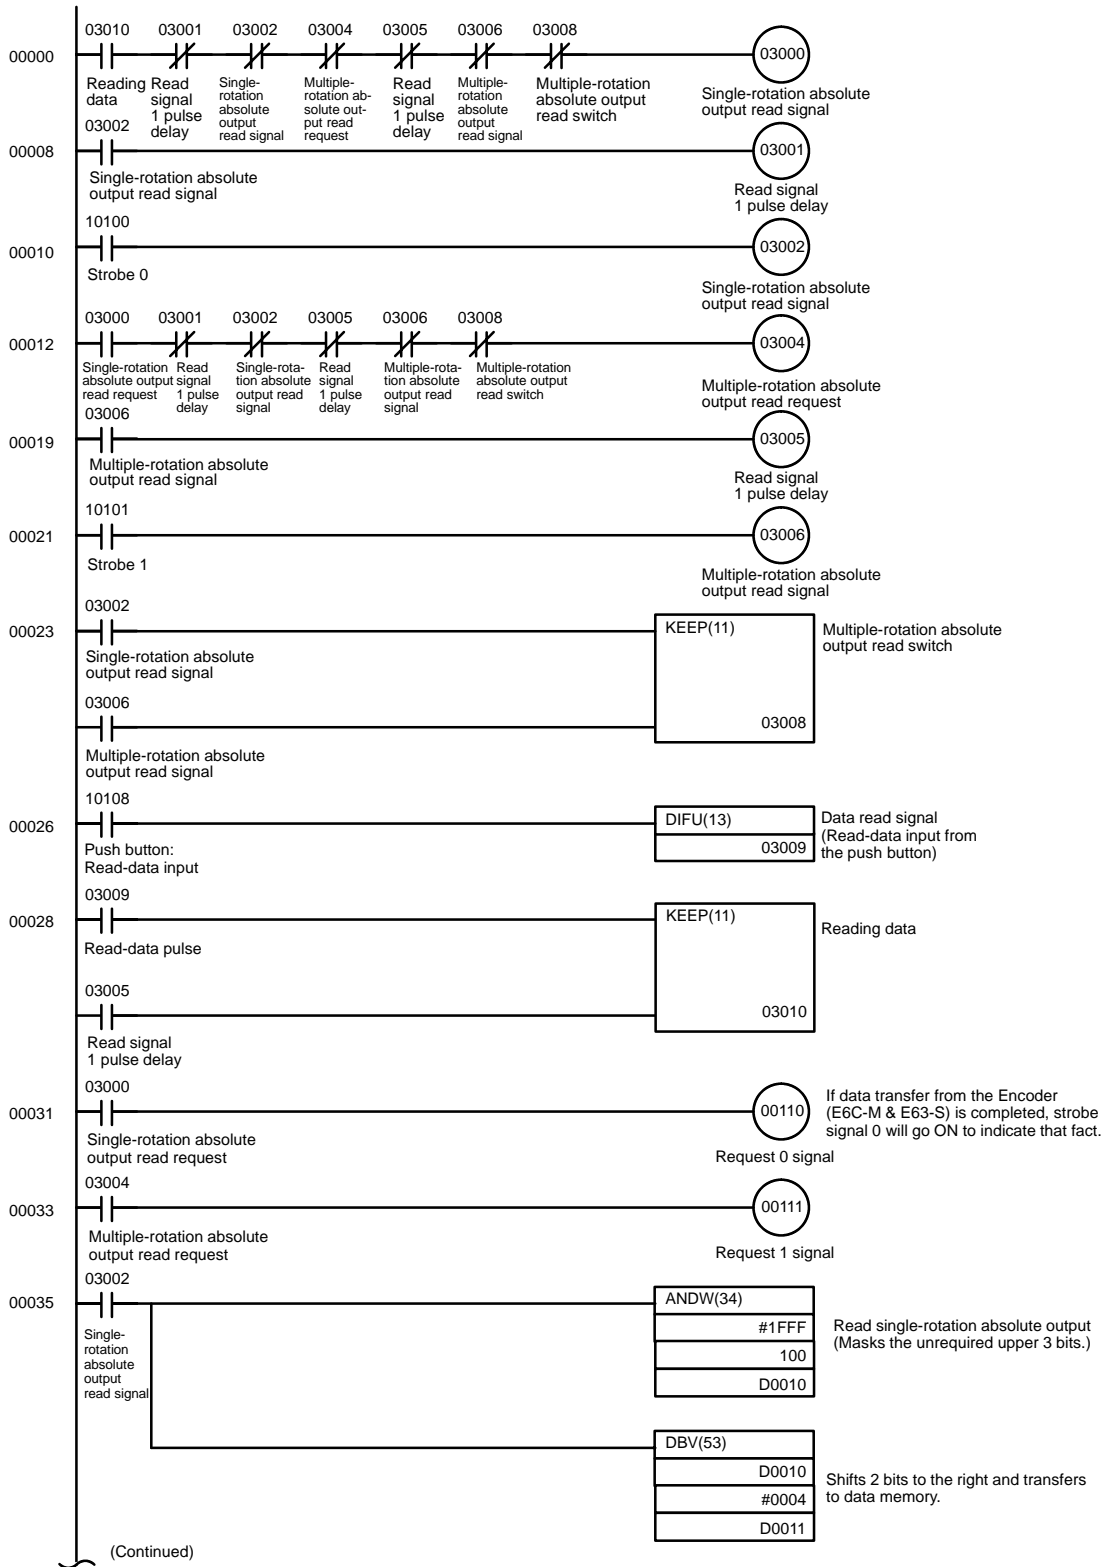 03010 03001 03002 03004 03005 03006 03008
00000
03000
Reading data
Read signal 1 pulse delay
Single-rotation absolute output read signal
Multiple-rotation ab-solute out-put read request
Read signal 1 pulse delay
Multiple-rotation absolute output read signal
Multiple-rotation absolute output read switch
Single-rotation absolute output read signal
03002
00008
03001
Single-rotation absolute
output read signal
Read signal
1 pulse delay
10100
00010
03002
Strobe 0
Single-rotation absolute
output read signal
03000 03001 03002 03005 03006 03008
00012
03004
Single-rotation absolute output read request
Read signal 1 pulse delay
Single-rota-tion absolute output read signal
Read signal 1 pulse delay
Multiple-rota-tion absolute output read signal
Multiple-rotation absolute output read switch
Multiple-rotation absolute
output read request
03006
00019
03005
Multiple-rotation absolute
output read signal
Read signal
1 pulse delay
10101
00021
03006
Strobe 1
Multiple-rotation absolute
output read signal
03002
00023
KEEP(11)
Multiple-rotation absolute
output read switch
Single-rotation absolute
output read signal
03006
03008
Multiple-rotation absolute
output read signal
10108
00026
DIFU(13)
03009
Data read signal
(Read-data input from
the push button)
Push button:
Read-data input
03009
00028
KEEP(11)
Reading data
Read-data pulse
03005
03010
Read signal
1 pulse delay
03000
00031
00110
If data transfer from the Encoder
(E6C-M & E63-S) is completed, strobe
signal 0 will go ON to indicate that fact.
Single-rotation absolute
output read request
Request 0 signal
03004
00033
00111
Multiple-rotation absolute
output read request
Request 1 signal
03002
00035
ANDW(34)
#1FFF
100
D0010
Read single-rotation absolute output
(Masks the unrequired upper 3 bits.)
Single-
rotation
absolute
output
read signal
DBV(53)
D0010
#0004
D0011
Shifts 2 bits to the right and transfers
to data memory.
(Continued)